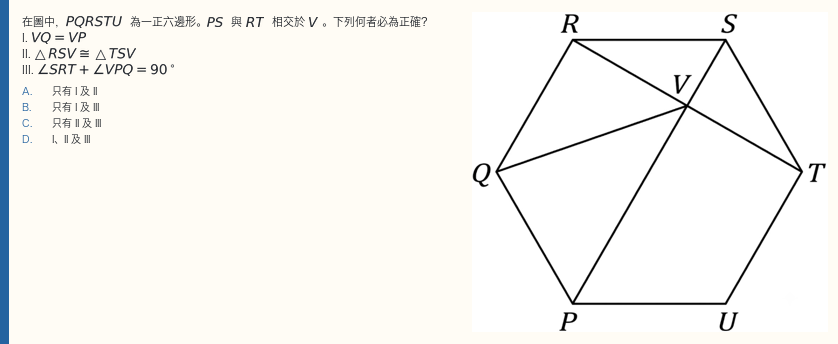 在圖中，PQRSTU 為一正六邊形。PS 與 RT 相交於 V 。下列何者必為正確?
I. VQ = VP
II. △RSV ≅ △TSV
III. ∠SRT + ∠VPQ = 90°
A. 只有 I 及 II
B. 只有 I 及 III
C. 只有 II 及 III
D. I、II 及 III
R S
V
Q T
P U